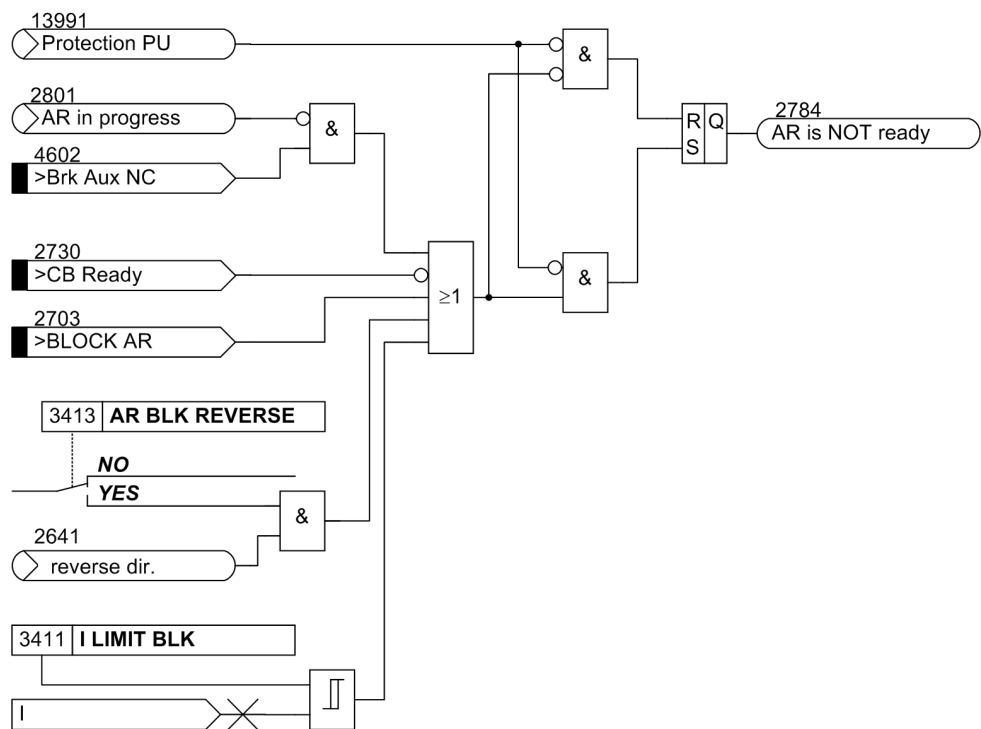 13991
Protection PU
&
2801
AR in progress
&
R Q
S
2784
AR is NOT ready
4602
>Brk Aux NC
2730
>CB Ready
&
≥1
2703
>BLOCK AR
3413 AR BLK REVERSE
NO
YES
&
2641
reverse dir.
3411 I LIMIT BLK
I